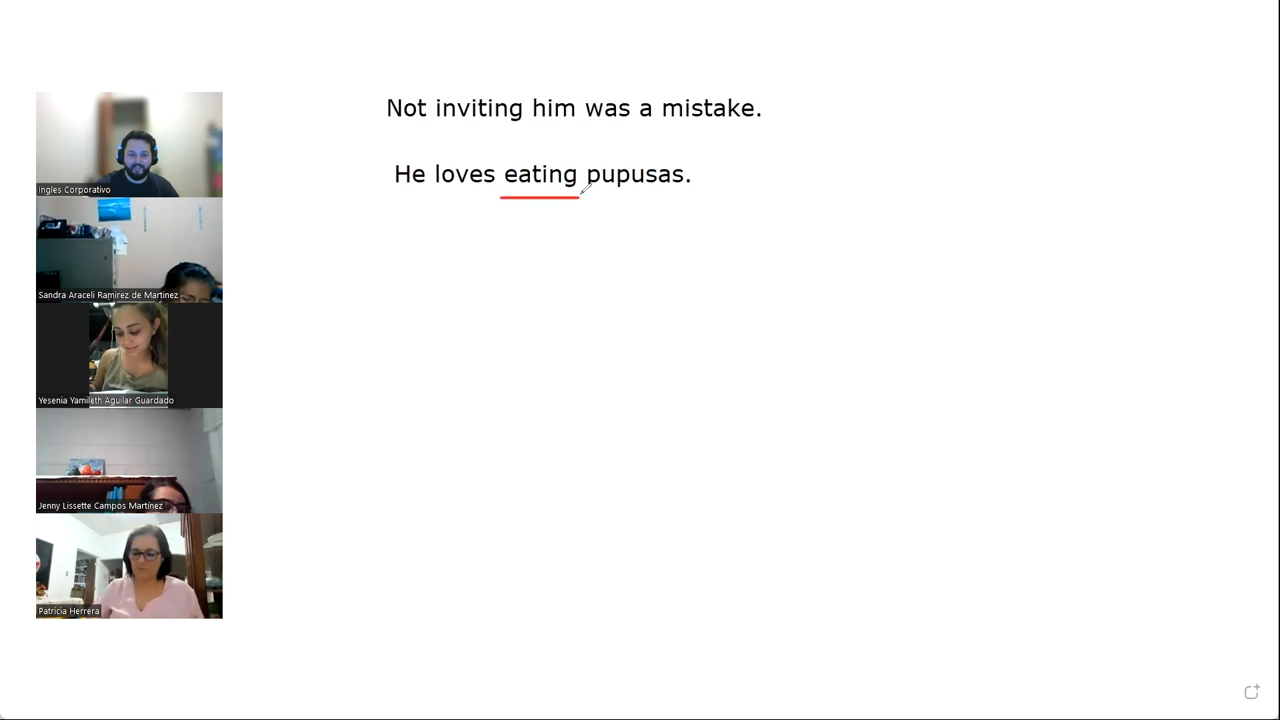 Not inviting him was a mistake.
He loves eating pupusas.
Ingles Corporativo
Sandra Araceli Ramirez de Martinez
Yesenia Yamileth Aguilar Guardado
Jenny Lissette Campos Martínez
Patricia Herrera